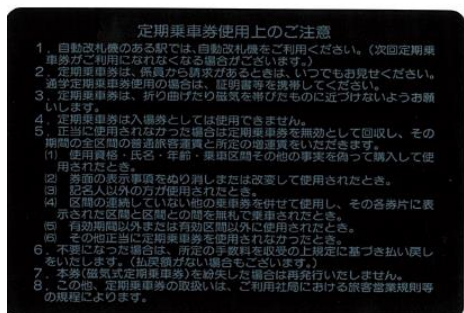 定期乗車券使用上のご注意
1．自動改札機のある駅では、自動改札機をご利用ください。（次回定期乗
車券がご利用になれなくなる場合がございます。）
2．定期乗車券は、係員から請求があるときは、いつでもお見せください。
通学定期乗車券使用の場合は、証明書等を携帯してください。
3．定期乗車券は、折り曲げたり磁気を帯びたものに近づけないようお願
いします。
4．定期乗車券は入場券としては使用できません。
5．正当に使用されなかった場合は定期乗車券を無効として回収し、その
期間の全区間の普通旅客運賃と所定の増運賃をいただきます。
(1) 使用資格・氏名・年齢・乗車区間その他の事実を偽って購入して使
用されたとき。
(2) 券面の表示事項をぬり消しまたは改変して使用されたとき。
(3) 記名人以外の方が使用されたとき。
(4) 区間の連続していない他の乗車券を併せて使用し、その各券片に表
示された区間と区間との間を無札で乗車されたとき。
(5) 有効期間外または有効区間外に使用されたとき。
(6) その他正当に定期乗車券を使用されなかったとき。
6．不要になった場合は、所定の手数料を収受の上規定に基づき払い戻し
をいたします。（払戻額がない場合もございます。）
7．本券（磁気式定期乗車券）を紛失した場合は再発行いたしません。
8．この他、定期乗車券の取扱いは、ご利用社局における旅客営業規則等
の規程によります。